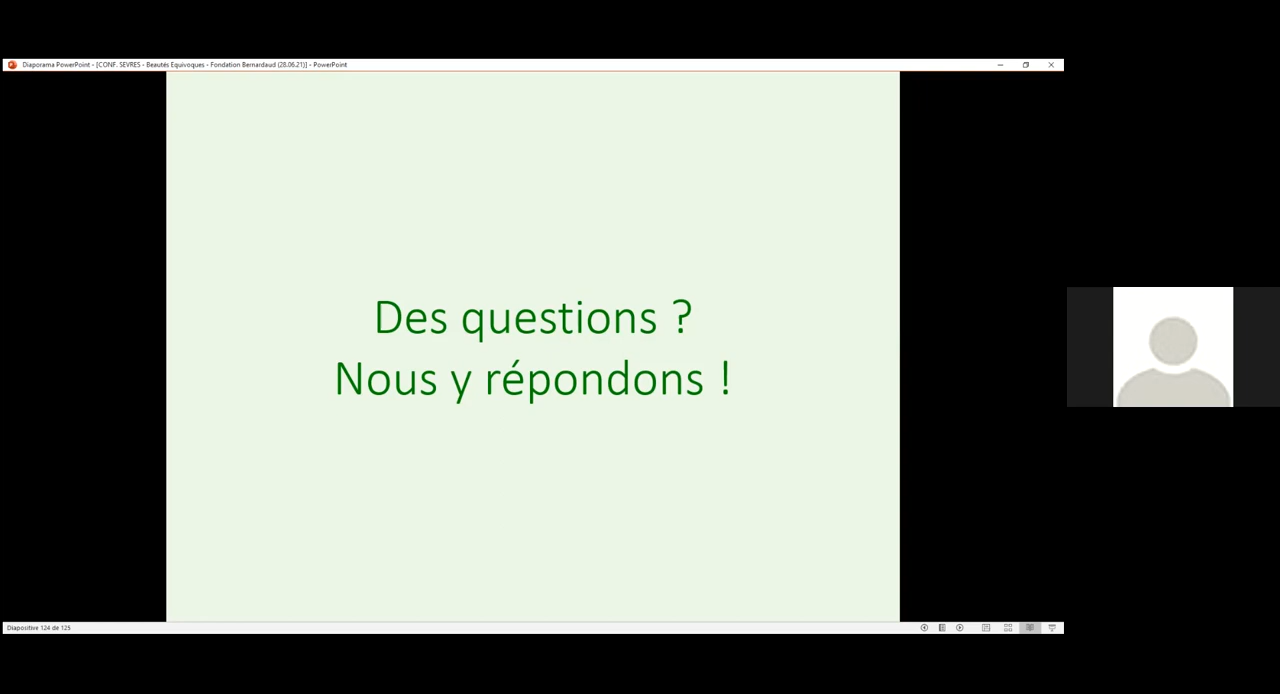 Diaporama PowerPoint - [CONF. SEVRES - Beautés Equivoques - Fondation Bernardaud (28.06.21)] - PowerPoint
Des questions ?
Nous y répondons !
Diapositive 124 de 125